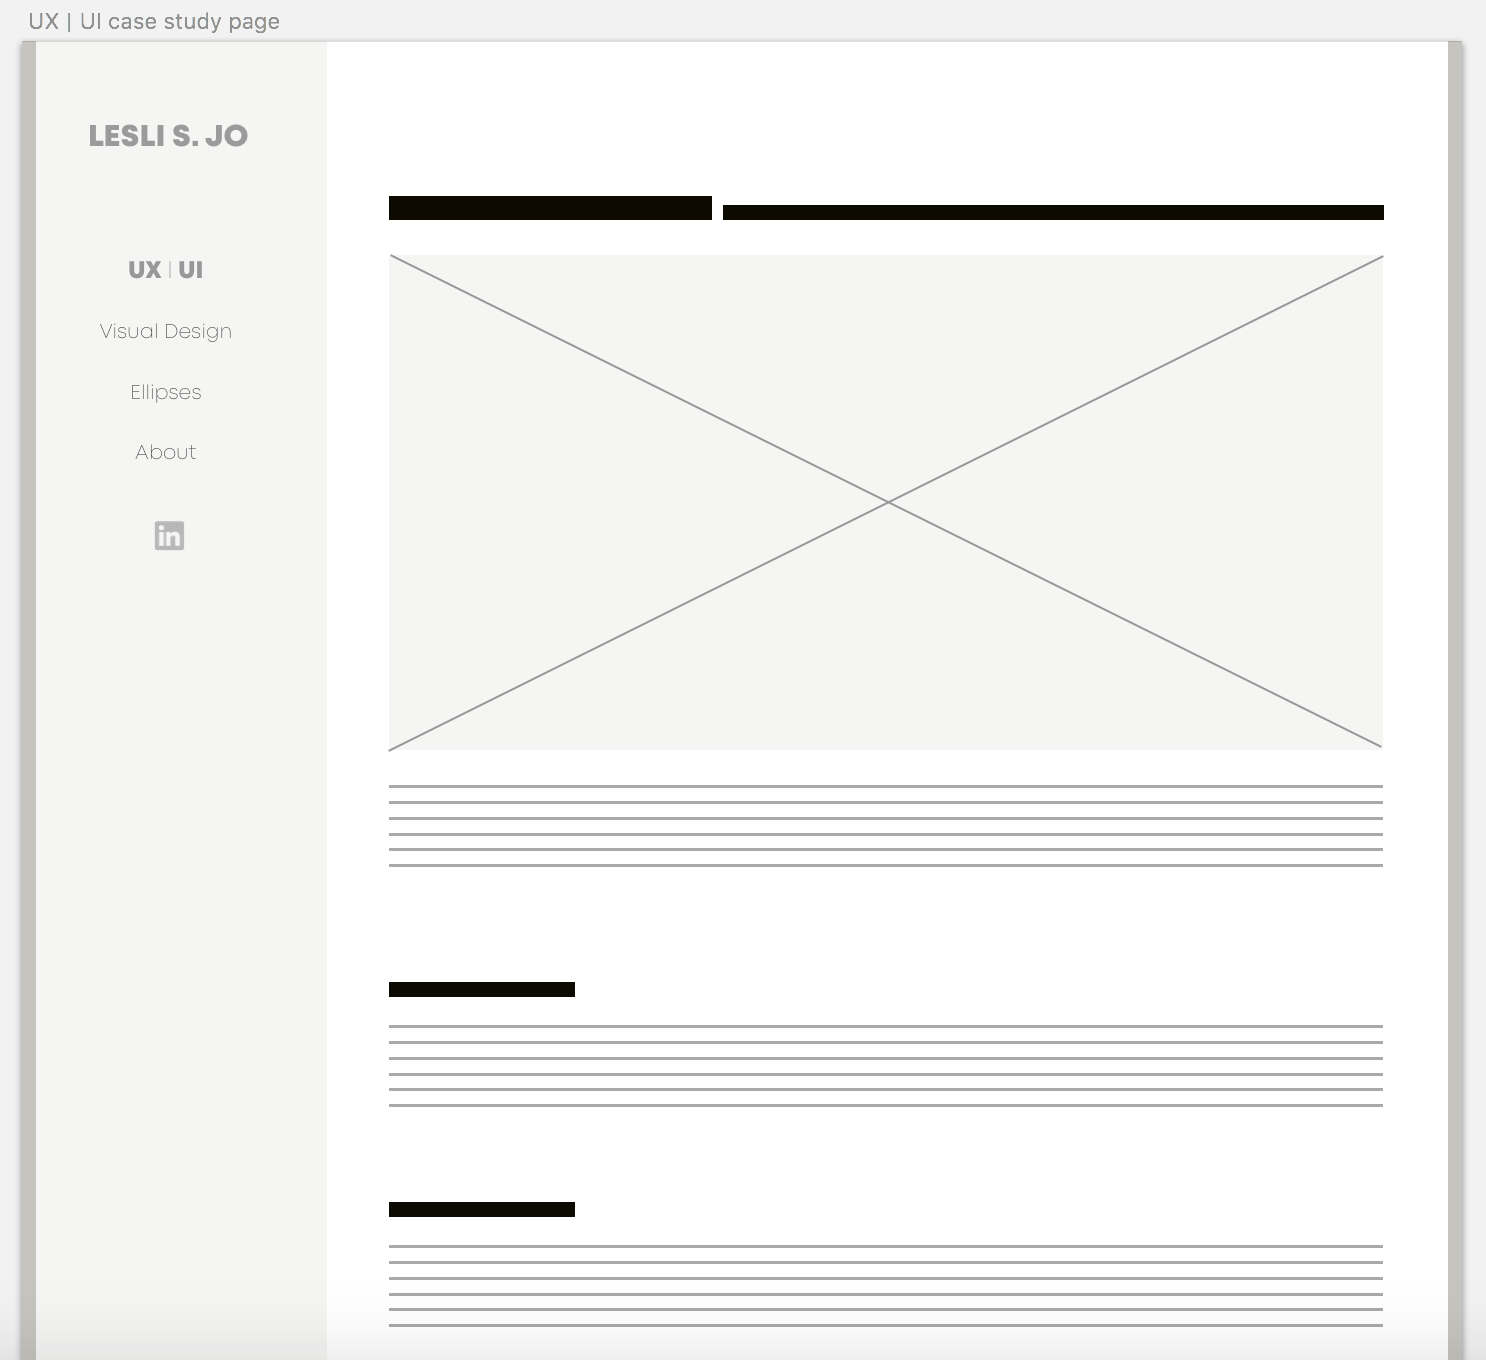 UX | UI case study page
LESLI S. JO
UX | UI
Visual Design
Ellipses
About
in